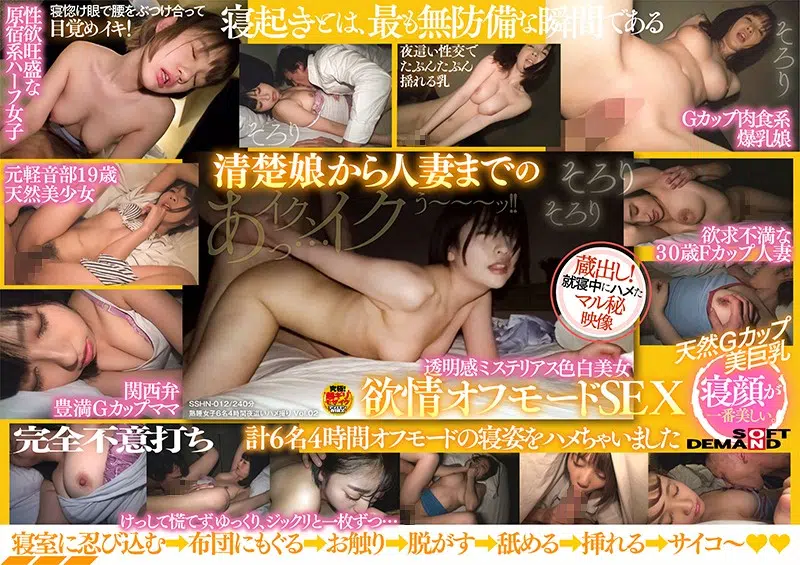 寝惚け眼で腰をぶつけ合って
目覚めイキ!
性欲旺盛な
原宿系ハーフ女子
寝起きとは、最も無防備な瞬間である
そろり
夜這い性交で
たぷんたぷん
揺れる乳
そろり
Gカップ肉食系
爆乳娘
元軽音部19歳
天然美少女
清楚娘から人妻までの
そろり
そろり
あっ…イクイク
う〜〜〜ッ!!
欲求不満な
30歳Fカップ人妻
蔵出し!
就寝中にハメた
マル秘
映像
関西弁
豊満Gカップママ
透明感ミステリアス色白美女
天然Gカップ
美巨乳
SSHN-012/240分
欲情オフモードSEX
寝顔が
一番美しい。
完全不意打ち
計6名4時間オフモードの寝姿をハメちゃいました
SOFT
DEMAND
けっして慌てず、ゆっくり、ジックリと一枚ずつ…
寝室に忍び込む➡布団にもぐる➡お触り➡脱がす➡舐める➡挿れる➡サイコ〜♥♥